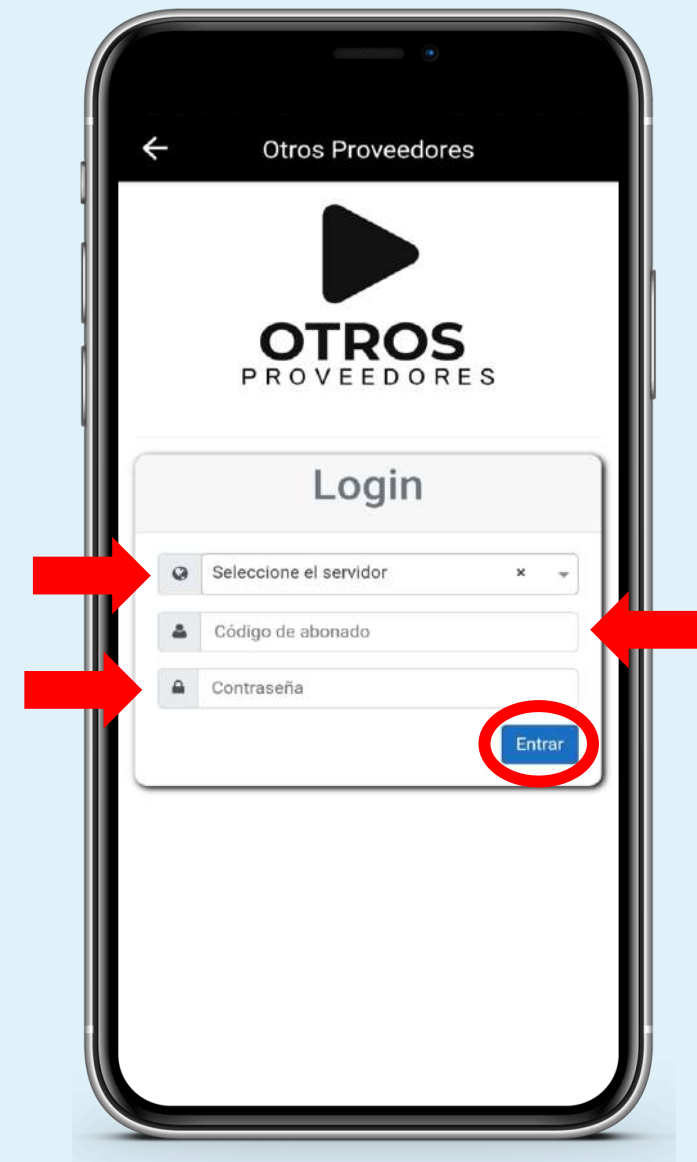 Otros Proveedores
OTROS
PROVEEDORES
Login
Seleccione el servidor
Código de abonado
Contraseña
Entrar